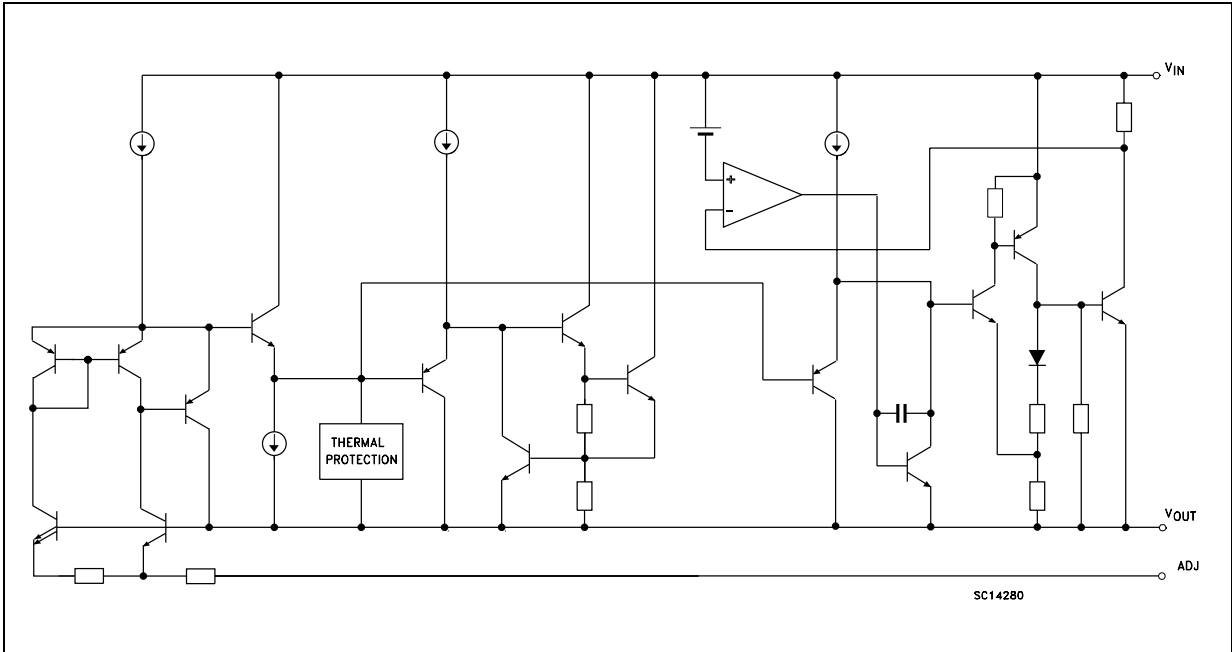 VIN
+
-
THERMAL
PROTECTION
VOUT
ADJ
SC14280